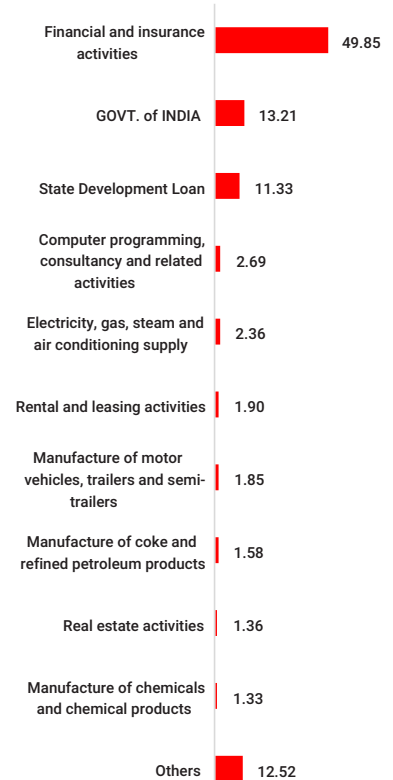 Financial and insurance
activities
49.85
GOVT. of INDIA
13.21
State Development Loan
11.33
Computer programming,
consultancy and related
activities
2.69
Electricity, gas, steam and
air conditioning supply
2.36
Rental and leasing activities
1.90
Manufacture of motor
vehicles, trailers and semi-
trailers
1.85
Manufacture of coke and
refined petroleum products
1.58
Real estate activities
1.36
Manufacture of chemicals
and chemical products
1.33
Others
12.52